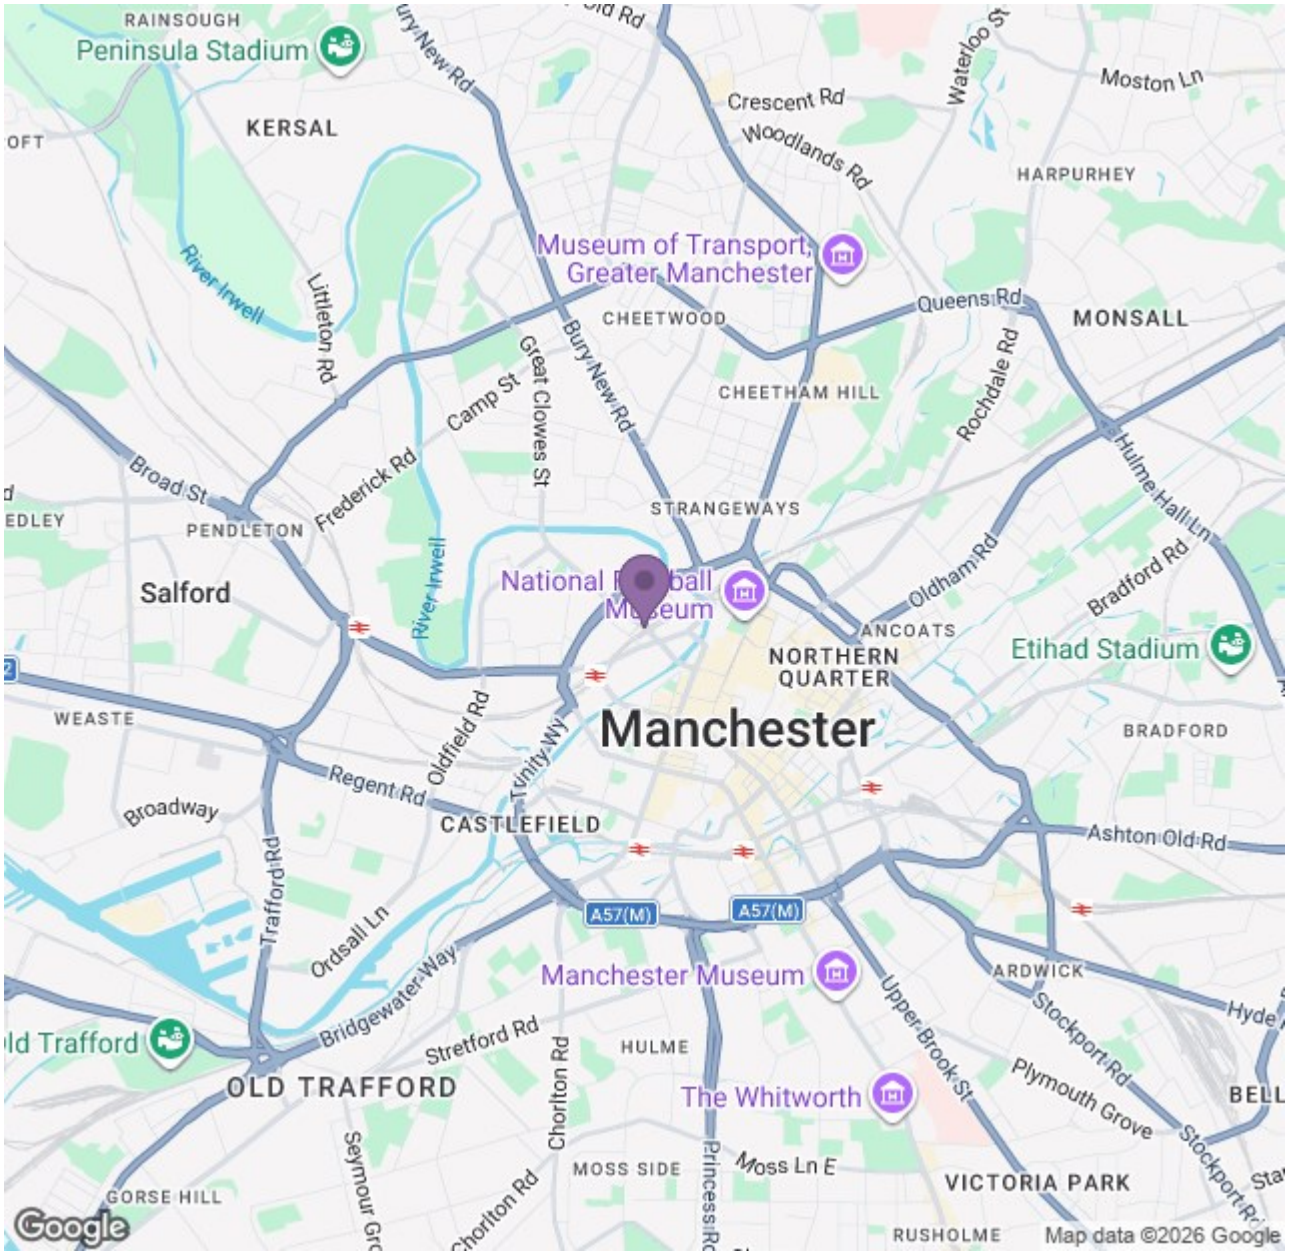 RAINSOUGH
Peninsula Stadium
Bury New Rd
Old Rd
Waterloo St
Moston Ln
Crescent Rd
Woodlands Rd
KERSAL
OFT
HARPURHEY
Museum of Transport,
Greater Manchester
River Irwell
Littleton Rd
Queens Rd
CHEETWOOD
MONSALL
Bury New Rd
Great Clowes St
Camp St
Rochdale Rd
CHEETHAM HILL
Broad St
Frederick Rd
Hulme Hall Ln
EDLEY
PENDLETON
STRANGEWAYS
Salford
River Irwell
National
Museum
Oldham Rd
Bradford Rd
ANCOATS
Etihad Stadium
NORTHERN
QUARTER
WEASTE
Oldfield Rd
Trinity Wy
Manchester
BRADFORD
Regent Rd
Broadway
CASTLEFIELD
Ashton Old Rd
Trafford Rd
Ordsall Ln
A57(M)
A57(M)
Bridgewater Way
Manchester Museum
ARDWICK
Upper Brook St
Stockport Rd
Hyde
ld Trafford
Stretford Rd
HULME
Chorlton Rd
OLD TRAFFORD
The Whitworth
Plymouth Grove
BELL
Seymour Gro
Princess Rd
MOSS SIDE
Moss Ln E
Stockport Rd
GORSE HILL
Chorlton Rd
VICTORIA PARK
Sta
RUSHOLME
Google
Map data ©2026 Google